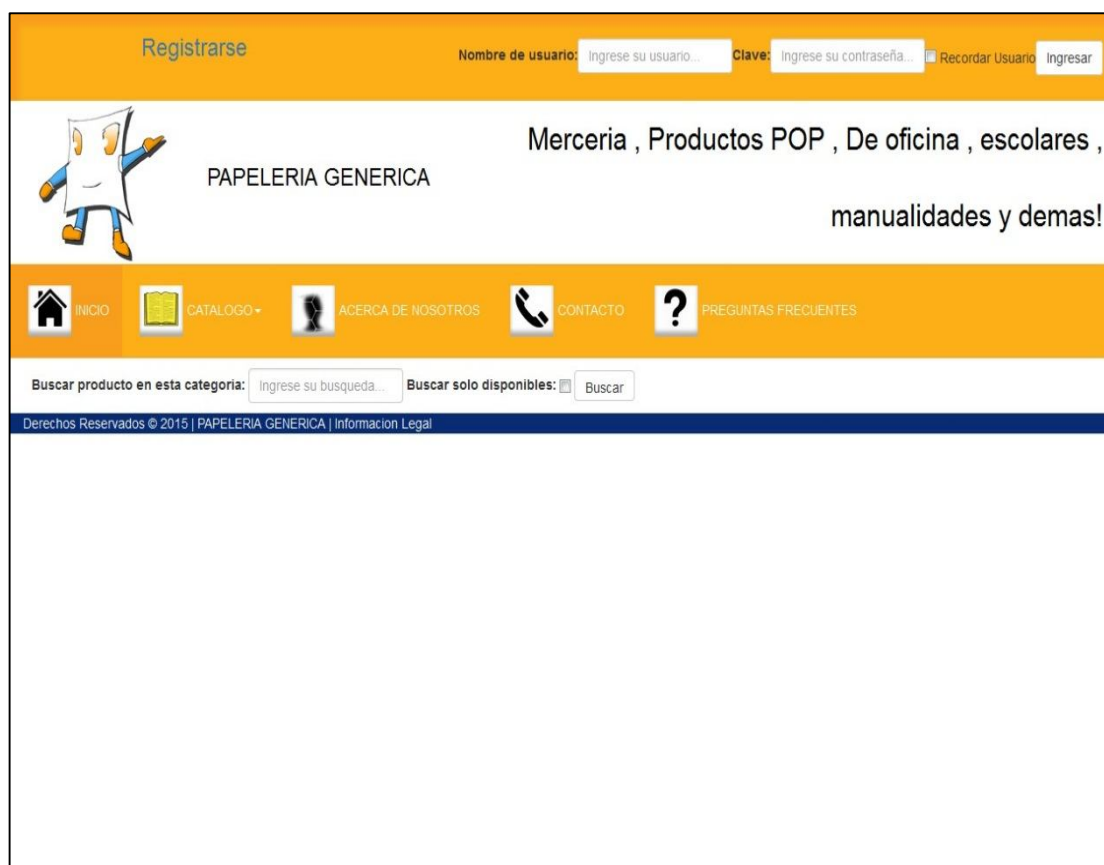 Registrarse
Nombre de usuario: Ingrese su usuario... Clave: Ingrese su contraseña... Recordar Usuario Ingresar
Merceria , Productos POP , De oficina , escolares ,
PAPELERIA GENERICA
manualidades y demas!
INICIO CATALOGO ACERCA DE NOSOTROS CONTACTO ? PREGUNTAS FRECUENTES
Buscar producto en esta categoria: Ingrese su busqueda... Buscar solo disponibles: Buscar
Derechos Reservados © 2015 | PAPELERIA GENERICA | Informacion Legal